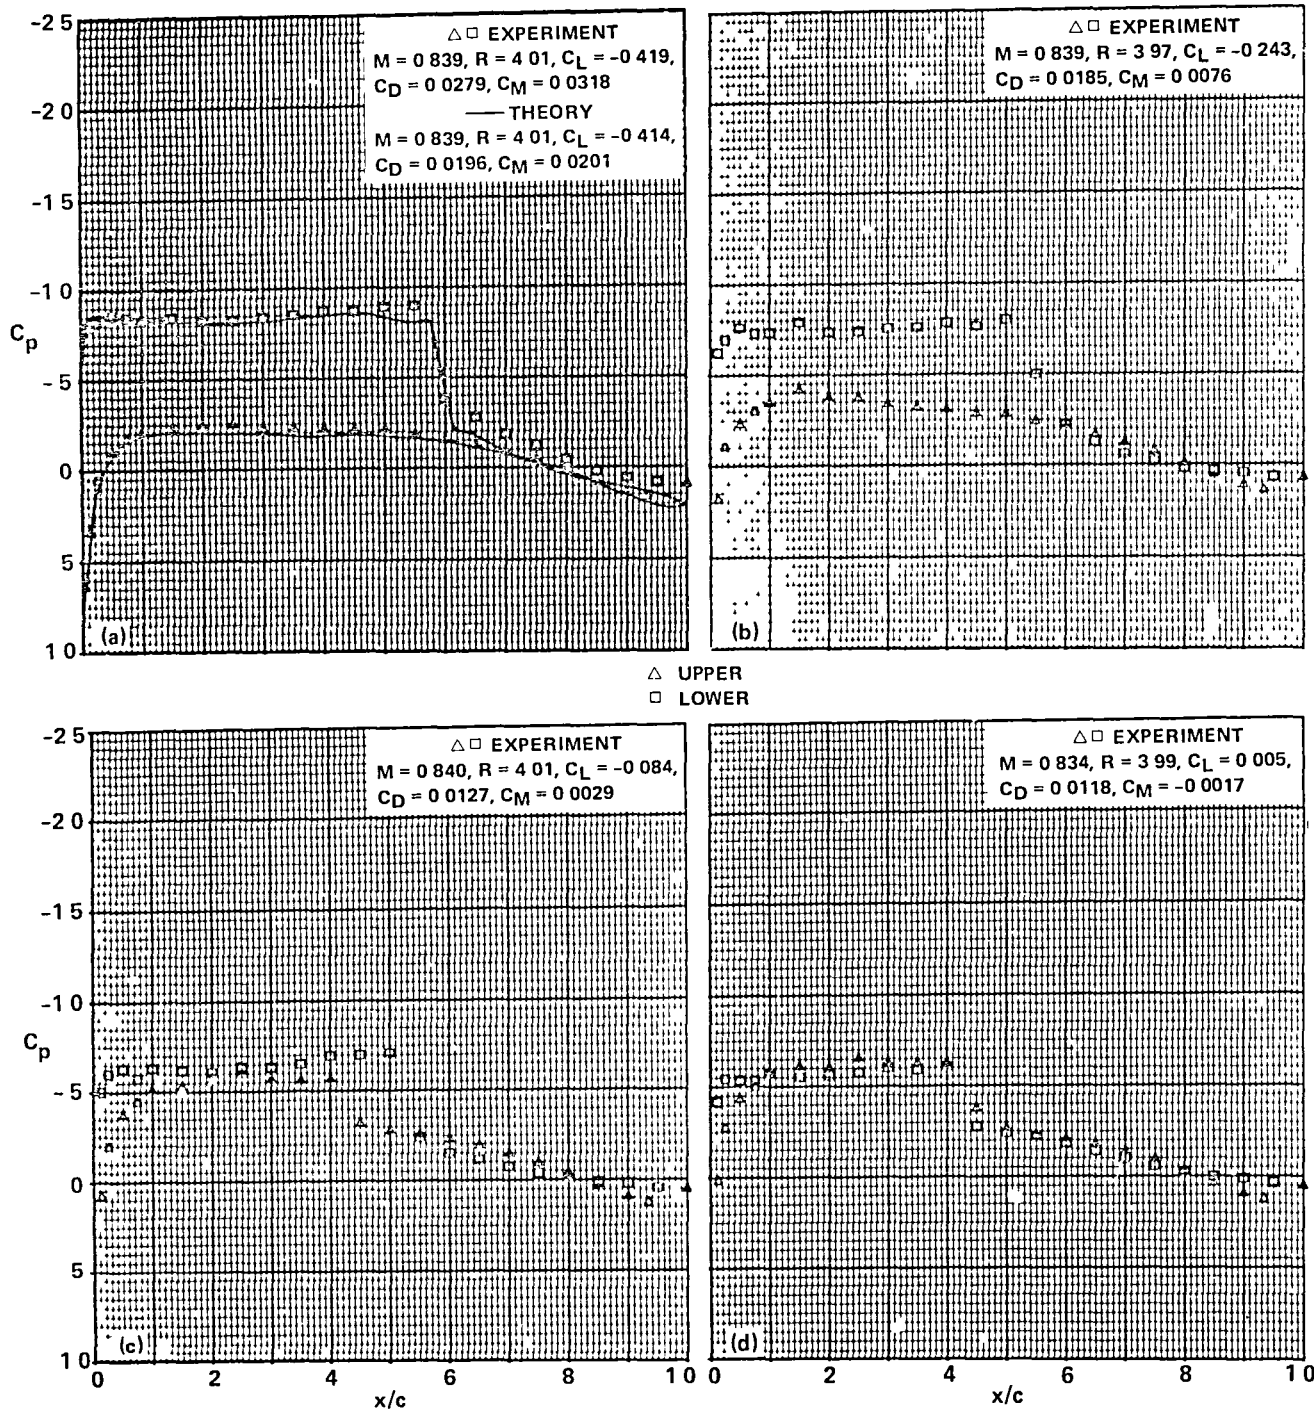 -2 5
-2 0
-1 5
-1 0
Cp
- 5
0
5
1 0
△ □ EXPERIMENT
M = 0 839, R = 4 01, CL = -0 419,
CD = 0 0279, CM = 0 0318
— THEORY
M = 0 839, R = 4 01, CL = -0 414,
CD = 0 0196, CM = 0 0201
(a)
△ □ EXPERIMENT
M = 0 839, R = 3 97, CL = -0 243,
CD = 0 0185, CM = 0 0076
(b)
△ UPPER
□ LOWER
-2 5
-2 0
-1 5
-1 0
Cp
- 5
0
5
1 0
△ □ EXPERIMENT
M = 0 840, R = 4 01, CL = -0 084,
CD = 0 0127, CM = 0 0029
(c)
0 2 4 6 8 1 0
x/c
△ □ EXPERIMENT
M = 0 834, R = 3 99, CL = 0 005,
CD = 0 0118, CM = -0 0017
(d)
0 2 4 6 8 1 0
x/c